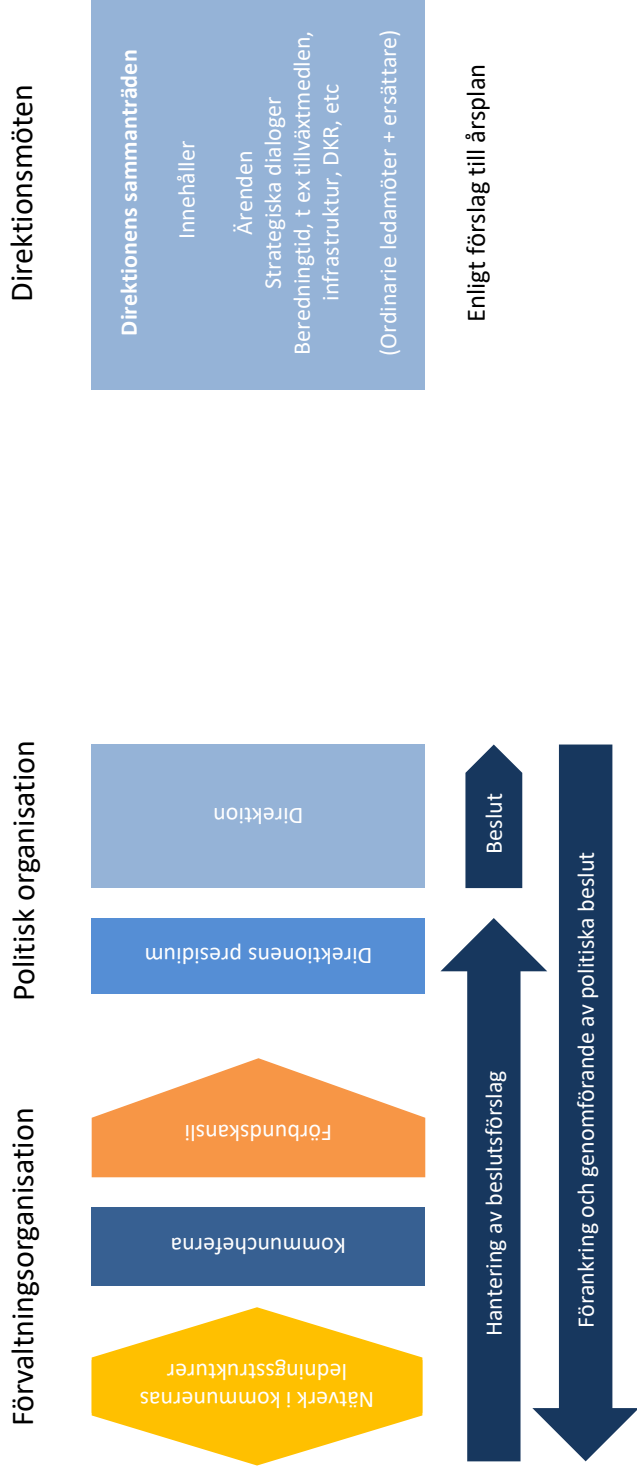 Förvaltningsorganisation
Politisk organisation
Direktionsmöten
Nätverk i kommunernas
ledningsstrukturer
Kommuncheferna
Förbundskansli
Direktionens presidium
Direktion
Direktionens sammanträden
Innehåller
Ärenden
Strategiska dialoger
Beredningtid, t ex tillväxtmedlen,
infrastruktur, DKR, etc
(Ordinarie ledamöter + ersättare)
Hantering av beslutsförslag
Beslut
Enligt förslag till årsplan
Förankring och genomförande av politiska beslut